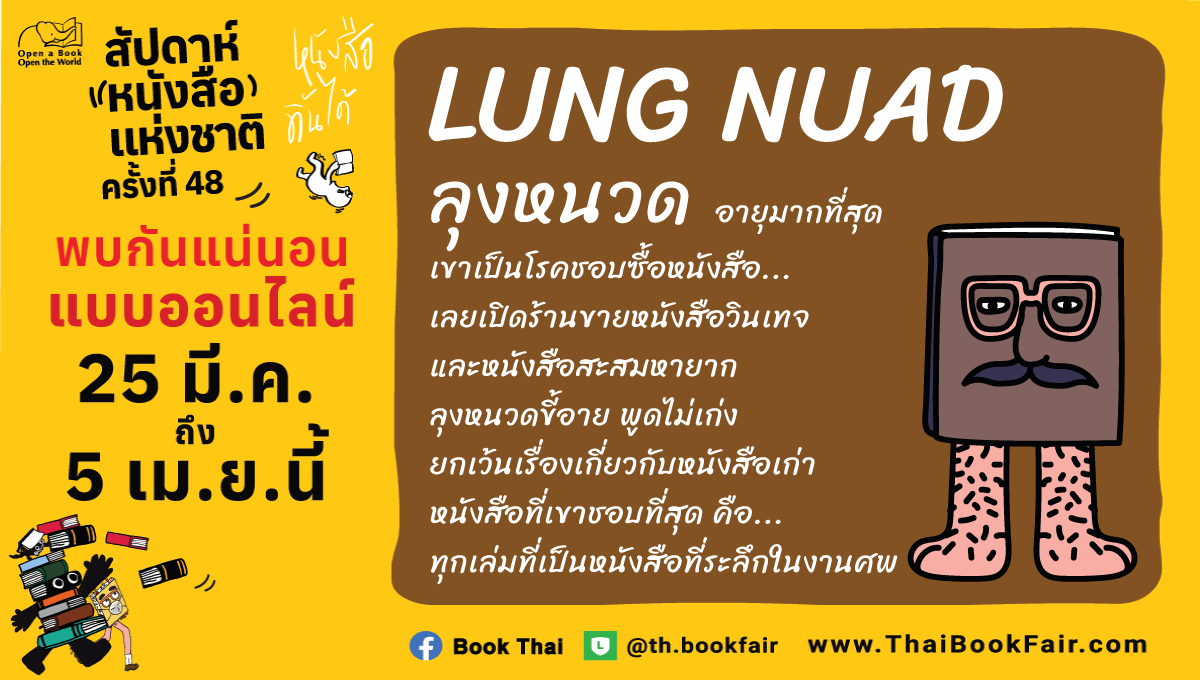 Open a Book
Open the World
สัปดาห์
หนังสือ
แห่งชาติ
ครั้งที่ 48
หนังสือ
ดิ้นได้
พบกันแน่นอน
แบบออนไลน์
25 มี.ค.
ถึง
5 เม.ย.นี้
LUNG NUAD
ลุงหนวด อายุมากที่สุด
เขาเป็นโรคชอบซื้อหนังสือ...
เลยเปิดร้านขายหนังสือวินเทจ
และหนังสือสะสมหายาก
ลุงหนวดขี้อาย พูดไม่เก่ง
ยกเว้นเรื่องเกี่ยวกับหนังสือเก่า
หนังสือที่เขาชอบที่สุด คือ...
ทุกเล่มที่เป็นหนังสือที่ระลึกในงานศพ
Book Thai @th.bookfair www.ThaiBookFair.com